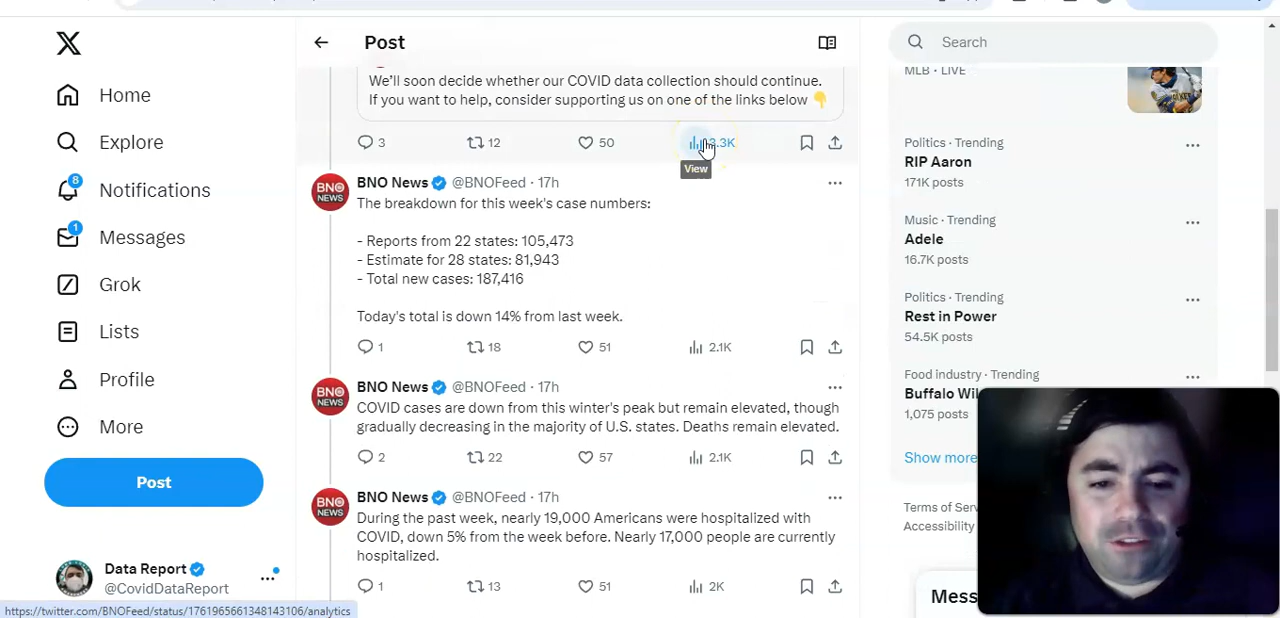 Post
Search
Home
Explore
Notifications
8
Messages
1
Grok
Lists
Profile
More
Post
Data Report
@CovidDataReport
https://twitter.com/BNOFeed/status/1761965661348143106/analytics
We'll soon decide whether our COVID data collection should continue.
If you want to help, consider supporting us on one of the links below 👇
3 12 50 3.3K
View
BNO NEWS
BNO News @BNOFeed · 17h
The breakdown for this week's case numbers:
- Reports from 22 states: 105,473
- Estimate for 28 states: 81,943
- Total new cases: 187,416
Today's total is down 14% from last week.
1 18 51 2.1K
BNO NEWS
BNO News @BNOFeed · 17h
COVID cases are down from this winter's peak but remain elevated, though
gradually decreasing in the majority of U.S. states. Deaths remain elevated.
2 22 57 2.1K
BNO NEWS
BNO News @BNOFeed · 17h
During the past week, nearly 19,000 Americans were hospitalized with
COVID, down 5% from the week before. Nearly 17,000 people are currently
hospitalized.
1 13 51 2K
MLB · LIVE
Politics · Trending
RIP Aaron
171K posts
Music · Trending
Adele
16.7K posts
Politics · Trending
Rest in Power
54.5K posts
Food industry · Trending
Buffalo
1,075 posts
Show more
Terms of
Accessibility